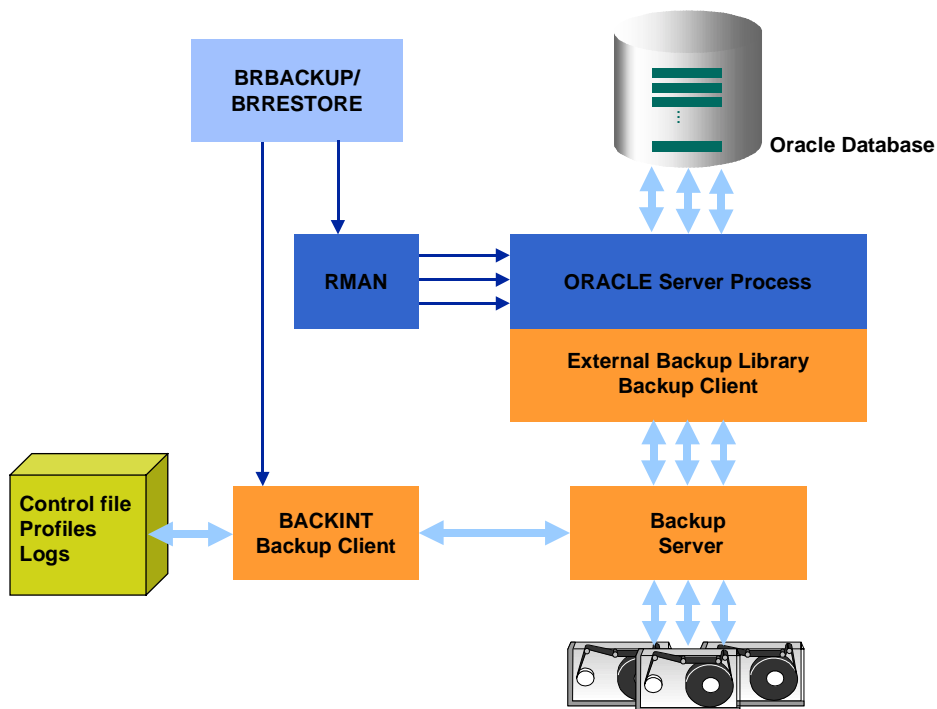 BRBACKUP/
BRRESTORE
Oracle Database
RMAN
ORACLE Server Process
External Backup Library
Backup Client
Control file
Profiles
Logs
BACKINT
Backup Client
Backup
Server